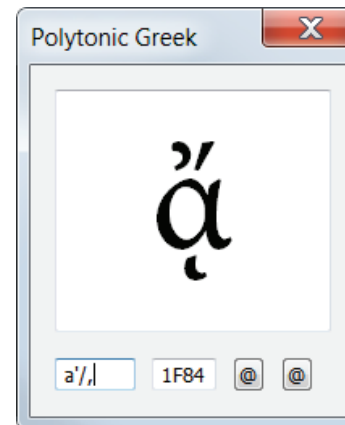 Polytonic Greek
ᾄ
a'/, 1F84 @ @